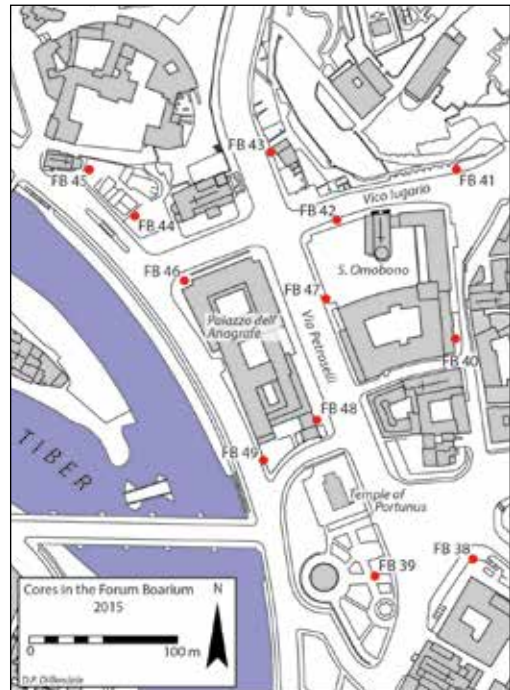 FB 43
FB 45
FB 41
FB 44
Vico Iugario
FB 42
S. Omobono
FB 46
FB 47
Palazzo dell'
Anagrafe
Via Petroselli
FB 40
FB 48
FB 49
TIBER
Temple of
Portunus
FB 38
FB 39
Cores in the Forum Boarium
2015
N
0
100 m